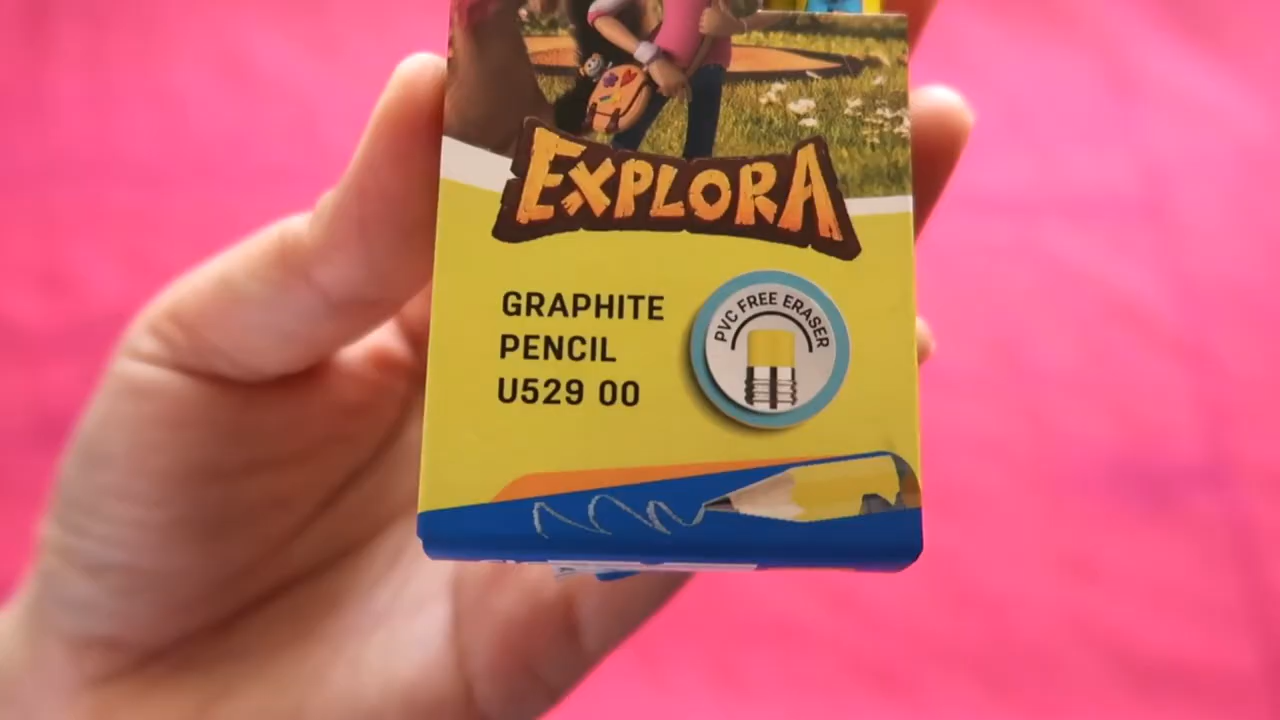 EXPLORA
GRAPHITE
PENCIL
U529 00
PVC FREE ERASER